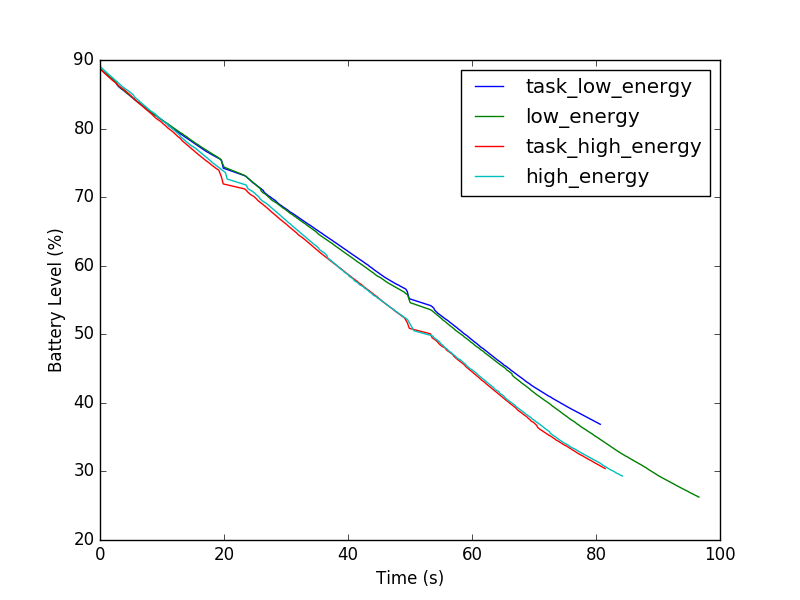 90
80
70
60
50
40
30
20
Battery Level (%)
0
20
40
60
80
100
Time (s)
task_low_energy
low_energy
task_high_energy
high_energy